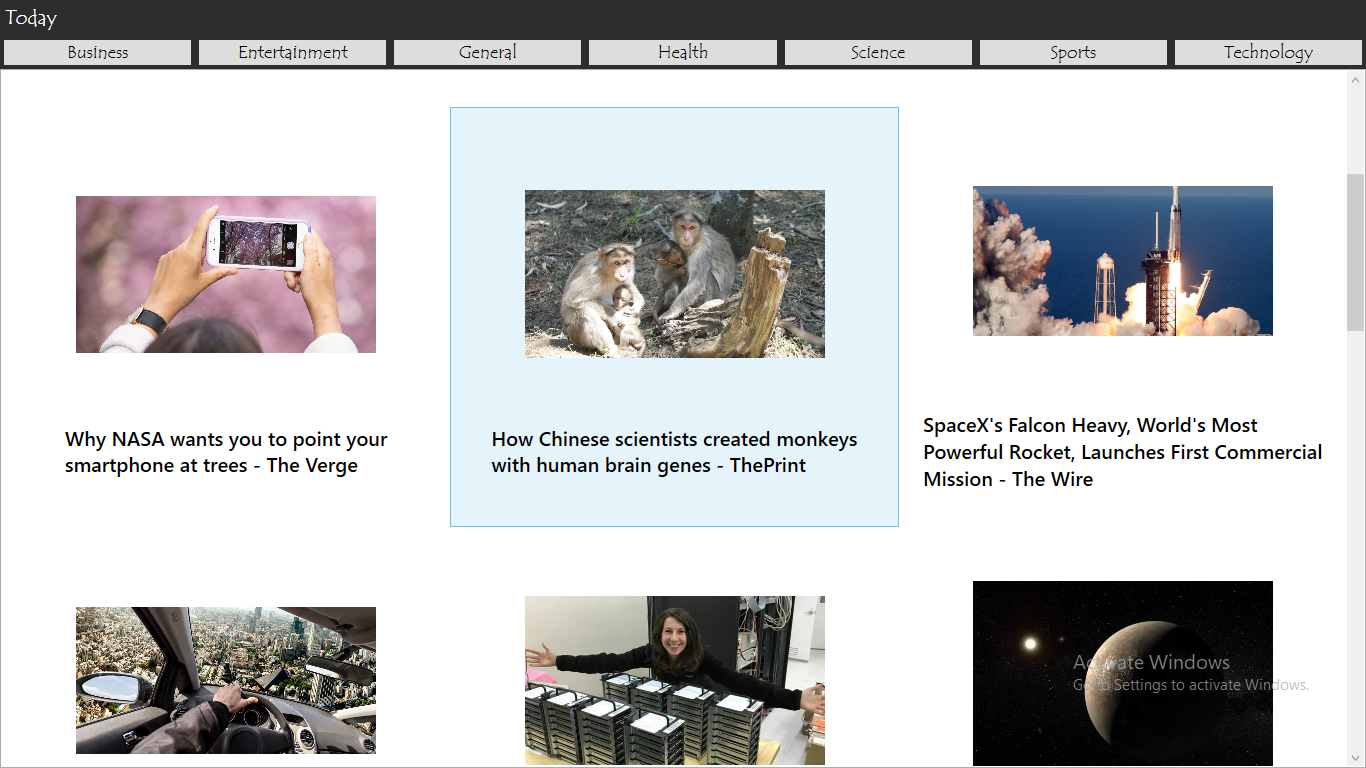 Today
Business
Entertainment
General
Health
Science
Sports
Technology
Why NASA wants you to point your
smartphone at trees - The Verge
How Chinese scientists created monkeys
with human brain genes - ThePrint
SpaceX's Falcon Heavy, World's Most
Powerful Rocket, Launches First Commercial
Mission - The Wire
Activate Windows
Go to Settings to activate Windows.